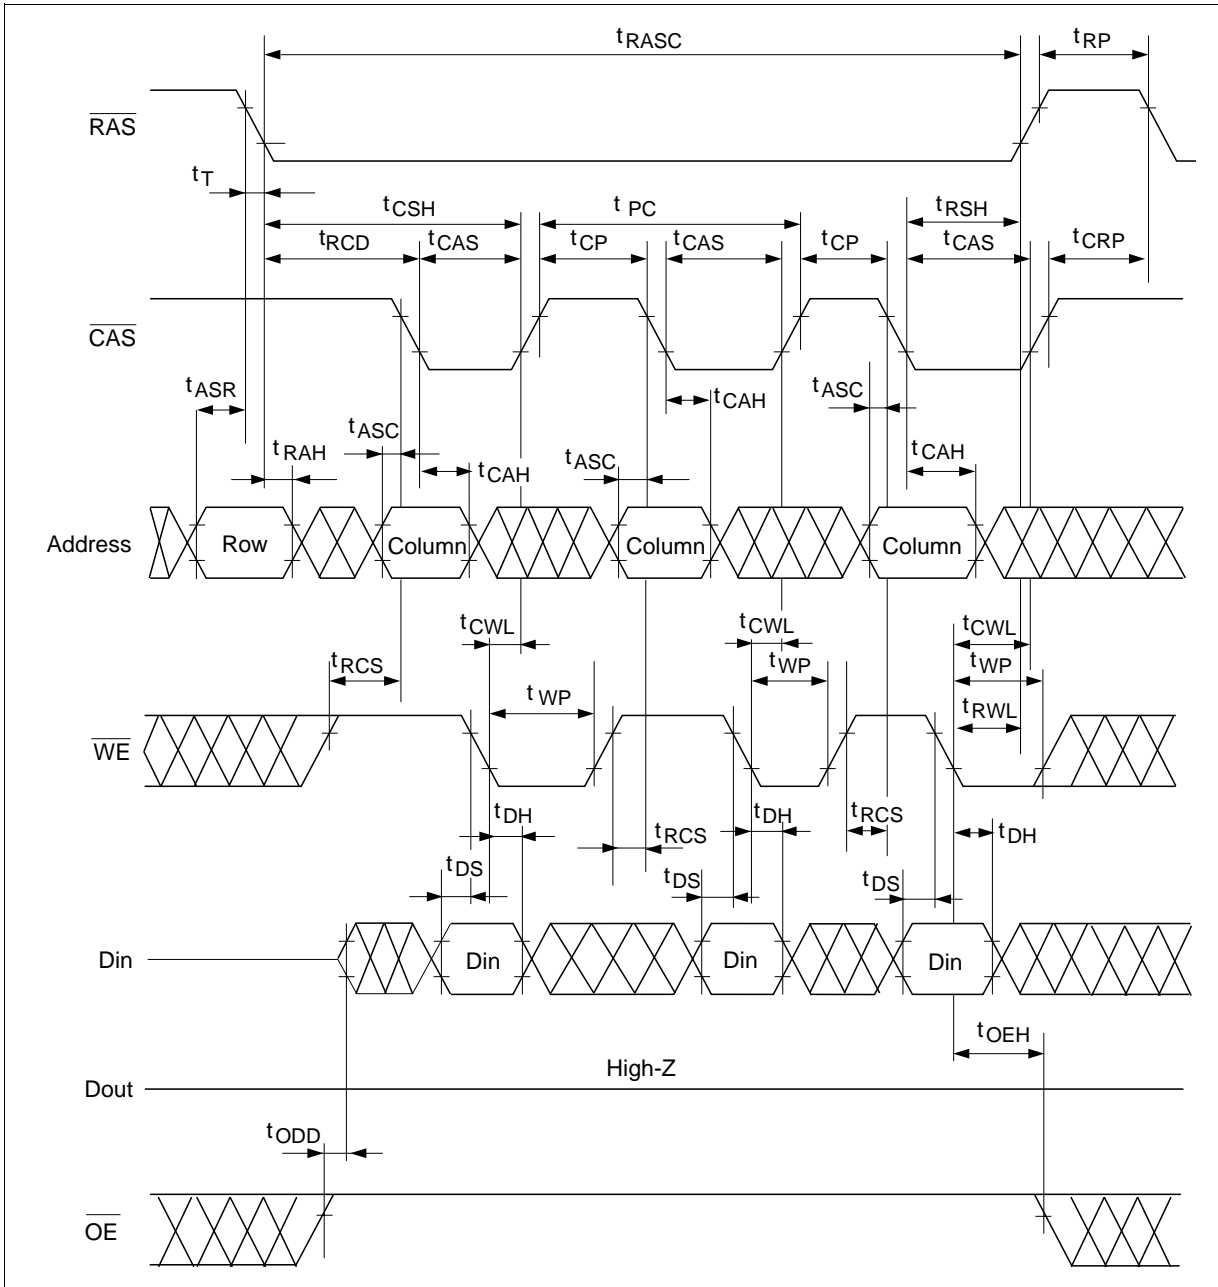 tRASC tRP
RAS
tT
tCSH tPC tRSH
tRCD tCAS tCP tCAS tCP tCAS tCRP
CAS
tASR tCAH tASC
tASC tRAH tCAH tASC tCAH
Address Row Column Column Column
tCWL tCWL tCWL
tRCS tWP tWP tWP
tRWL
WE
tDH tRCS tDH tRCS tDH
tDS tDS tDS
Din Din Din Din
tOEH
High-Z
Dout
tODD
OE